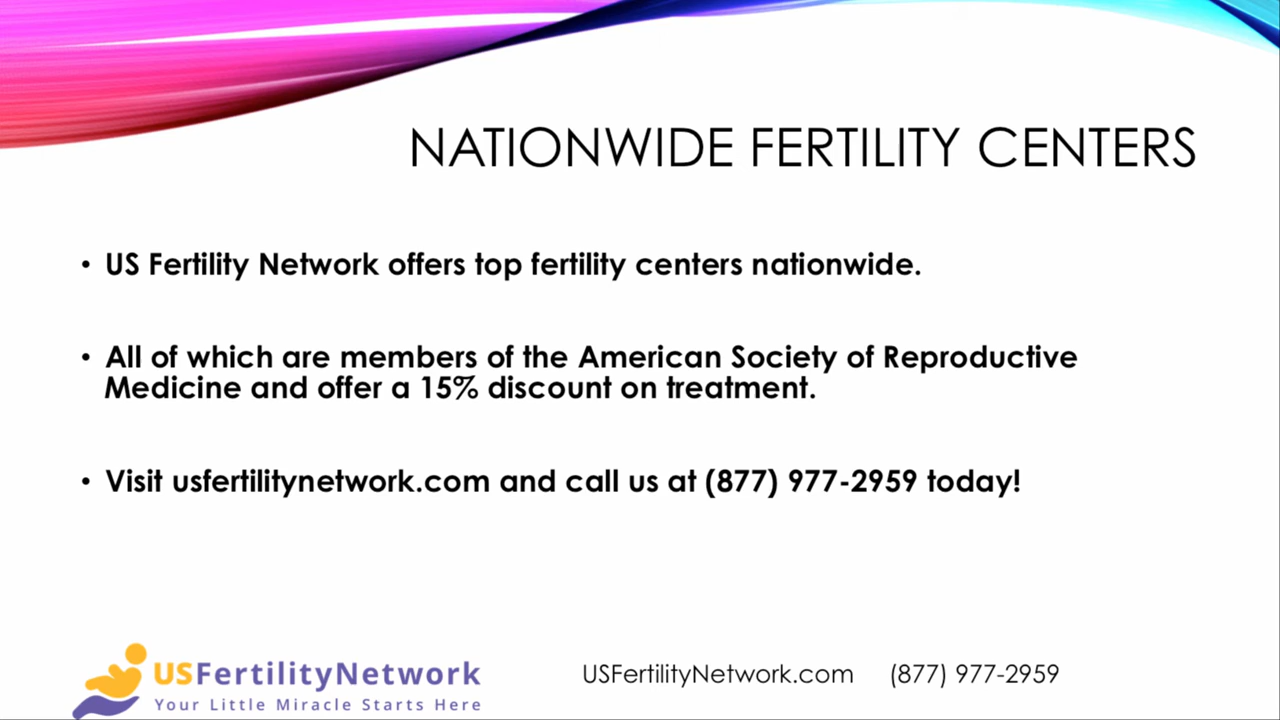 NATIONWIDE FERTILITY CENTERS
• US Fertility Network offers top fertility centers nationwide.
• All of which are members of the American Society of Reproductive
Medicine and offer a 15% discount on treatment.
• Visit usfertilitynetwork.com and call us at (877) 977-2959 today!
USFertilityNetwork
Your Little Miracle Starts Here
USFertilityNetwork.com (877) 977-2959